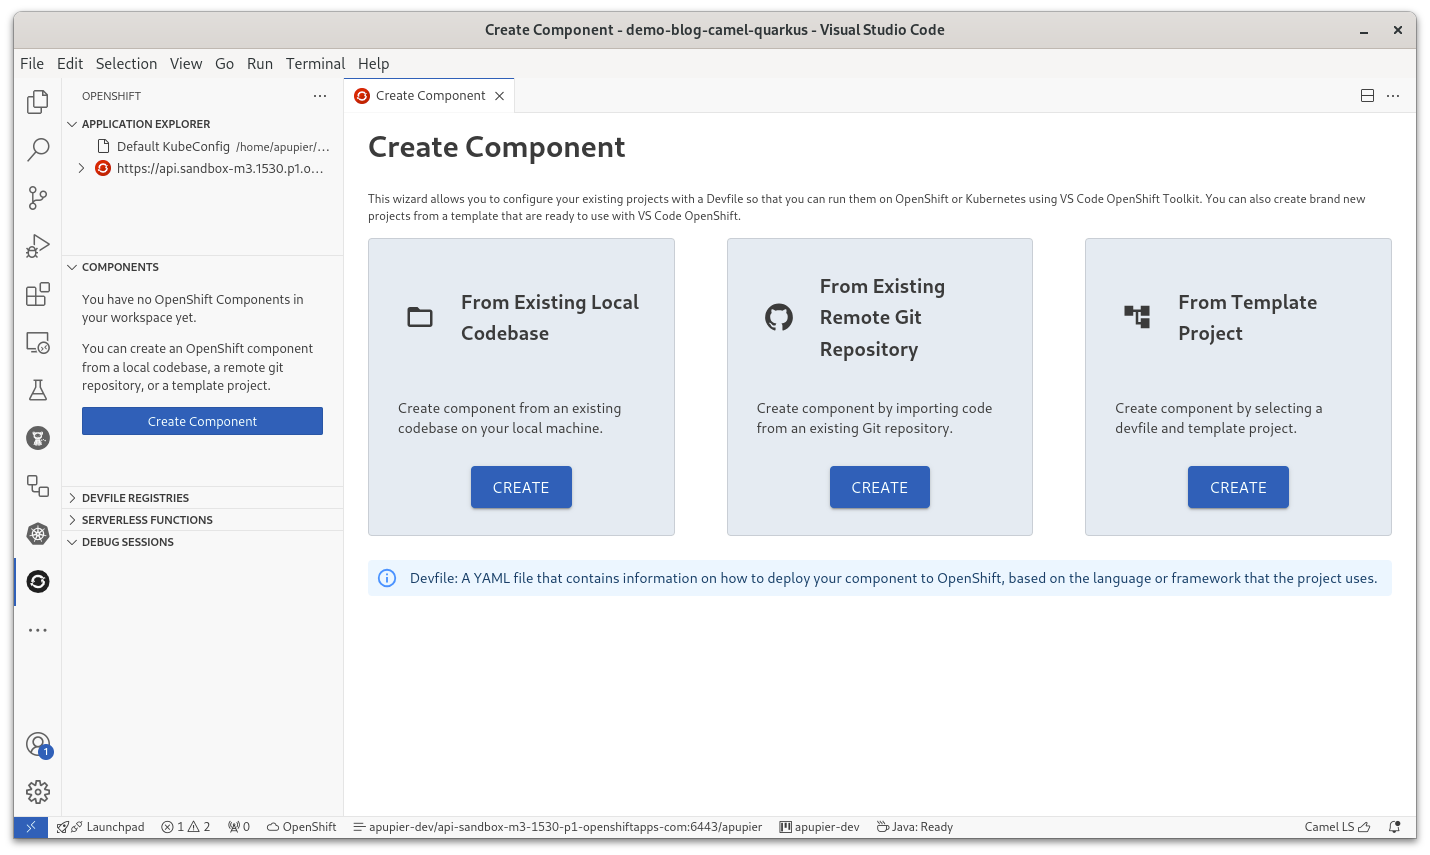 Create Component - demo-blog-camel-quarkus - Visual Studio Code
File Edit Selection View Go Run Terminal Help
OPENSHIFT
APPLICATION EXPLORER
Default KubeConfig /home/apupier/...
https://api.sandbox-m3.1530.p1.o...
COMPONENTS
You have no OpenShift Components in
your workspace yet.
You can create an OpenShift component
from a local codebase, a remote git
repository, or a template project.
Create Component
DEVFILE REGISTRIES
SERVERLESS FUNCTIONS
DEBUG SESSIONS
1
Create Component
Create Component
This wizard allows you to configure your existing projects with a Devfile so that you can run them on OpenShift or Kubernetes using VS Code OpenShift Toolkit. You can also create brand new
projects from a template that are ready to use with VS Code OpenShift.
From Existing Local
Codebase
Create component from an existing
codebase on your local machine.
CREATE
From Existing
Remote Git
Repository
Create component by importing code
from an existing Git repository.
CREATE
From Template
Project
Create component by selecting a
devfile and template project.
CREATE
Devfile: A YAML file that contains information on how to deploy your component to OpenShift, based on the language or framework that the project uses.
Launchpad 1 2 0 OpenShift apupier-dev/api-sandbox-m3-1530-p1-openshiftapps-com:6443/apupier apupier-dev Java: Ready Camel LS